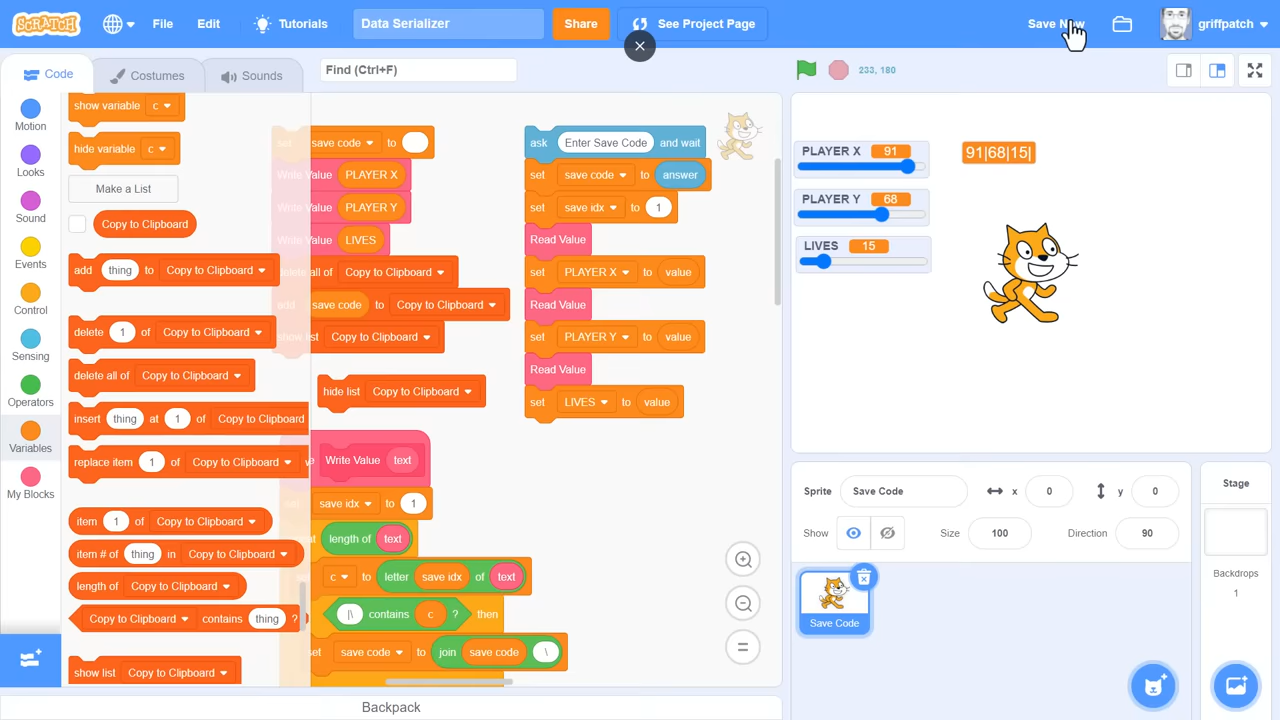 SCRATCH File Edit Tutorials Data Serializer Share See Project Page Save Now griffpatch
Code Costumes Sounds Find (Ctrl+F) 233, 180
Motion
Looks
Sound
Events
Control
Sensing
Operators
Variables
My Blocks
show variable c
hide variable c
Make a List
Copy to Clipboard
add thing to Copy to Clipboard
delete 1 of Copy to Clipboard
delete all of Copy to Clipboard
insert thing at 1 of Copy to Clipboard
replace item 1 of Copy to Clipboard
item 1 of Copy to Clipboard
item # of thing in Copy to Clipboard
length of Copy to Clipboard
Copy to Clipboard contains thing ?
show list Copy to Clipboard
set save code to
Write Value PLAYER X
Write Value PLAYER Y
Write Value LIVES
delete all of Copy to Clipboard
add save code to Copy to Clipboard
show list Copy to Clipboard
hide list Copy to Clipboard
Write Value text
save idx to 1
length of text
c to letter save idx of text
|\ contains c ? then
set save code to join save code \
ask Enter Save Code and wait
set save code to answer
set save idx to 1
Read Value
set PLAYER X to value
Read Value
set PLAYER Y to value
Read Value
set LIVES to value
Backpack
PLAYER X 91
PLAYER Y 68
LIVES 15
91|68|15|
Sprite Save Code x 0 y 0
Show Size 100 Direction 90
Save Code
Stage
Backdrops
1